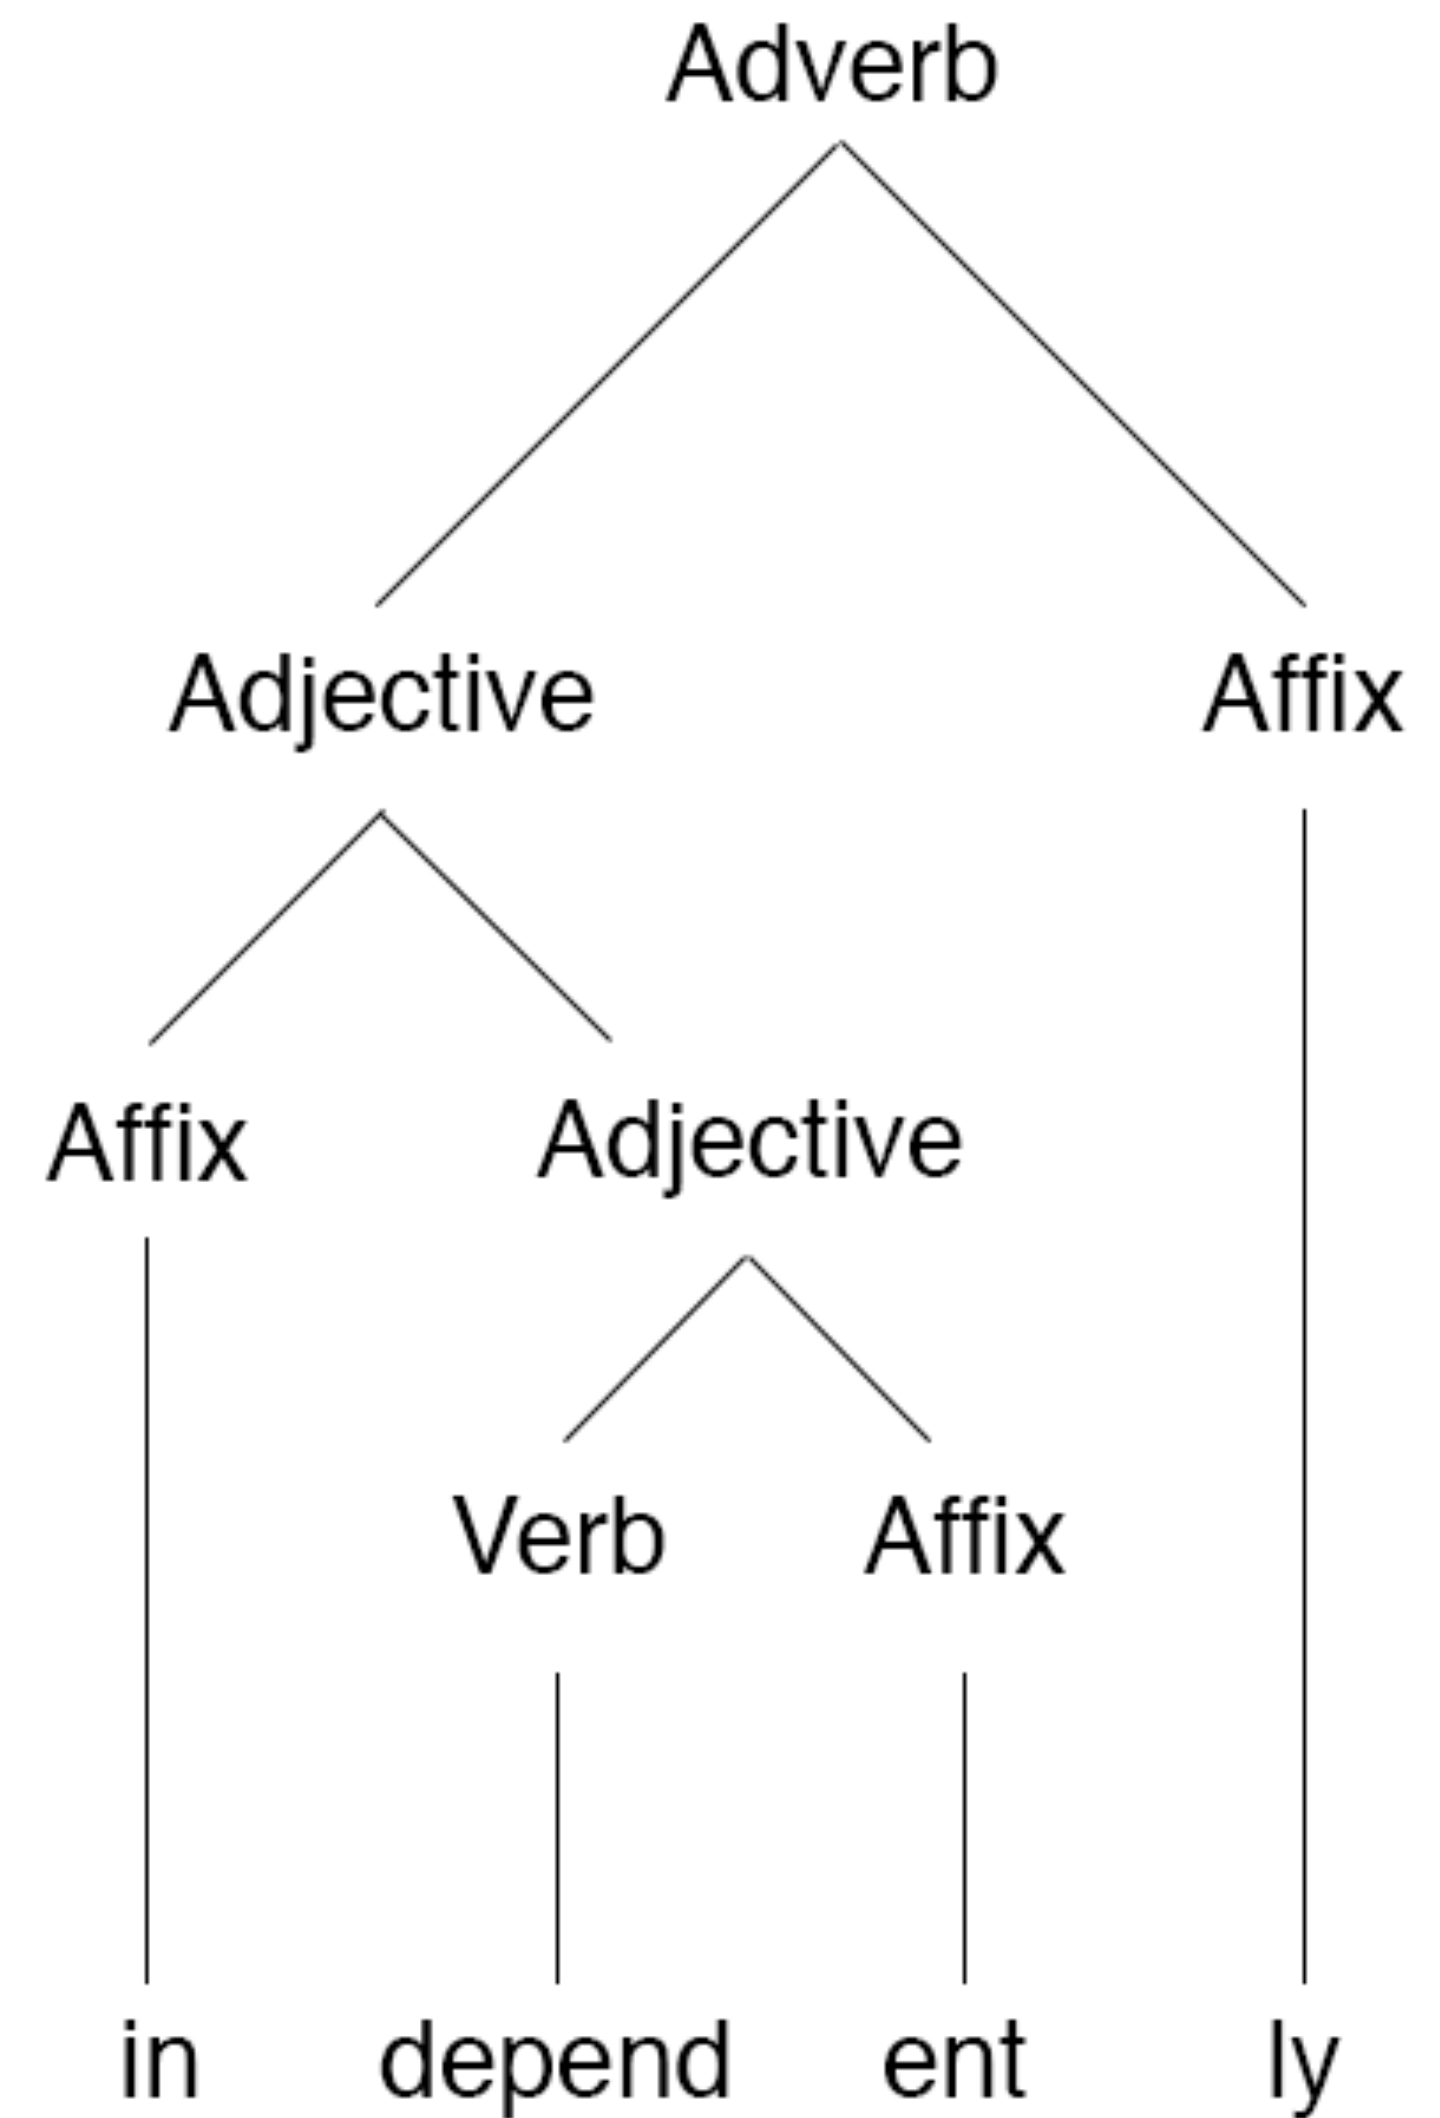 Adverb
Adjective Affix
Affix Adjective
Verb Affix
in depend ent ly